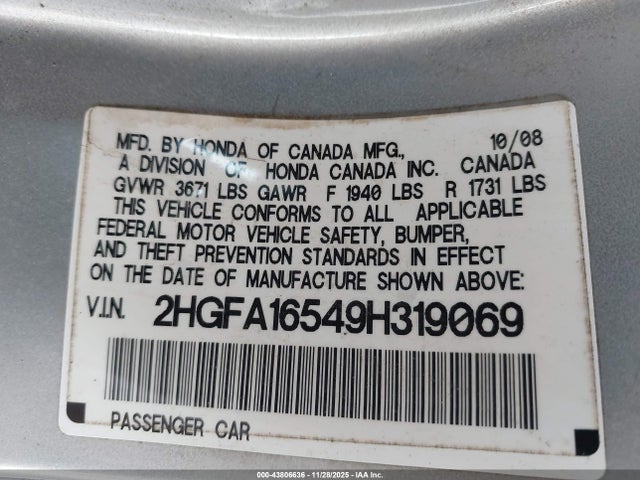 MFD. BY HONDA OF CANADA MFG., 10/08
A DIVISION OF HONDA CANADA INC. CANADA
GVWR 3671 LBS GAWR F 1940 LBS R 1731 LBS
THIS VEHICLE CONFORMS TO ALL APPLICABLE
FEDERAL MOTOR VEHICLE SAFETY, BUMPER,
AND THEFT PREVENTION STANDARDS IN EFFECT
ON THE DATE OF MANUFACTURE SHOWN ABOVE:
V.I.N. 2HGFA16549H319069
PASSENGER CAR
000-43806636 - 11/28/2025 - IAA Inc.